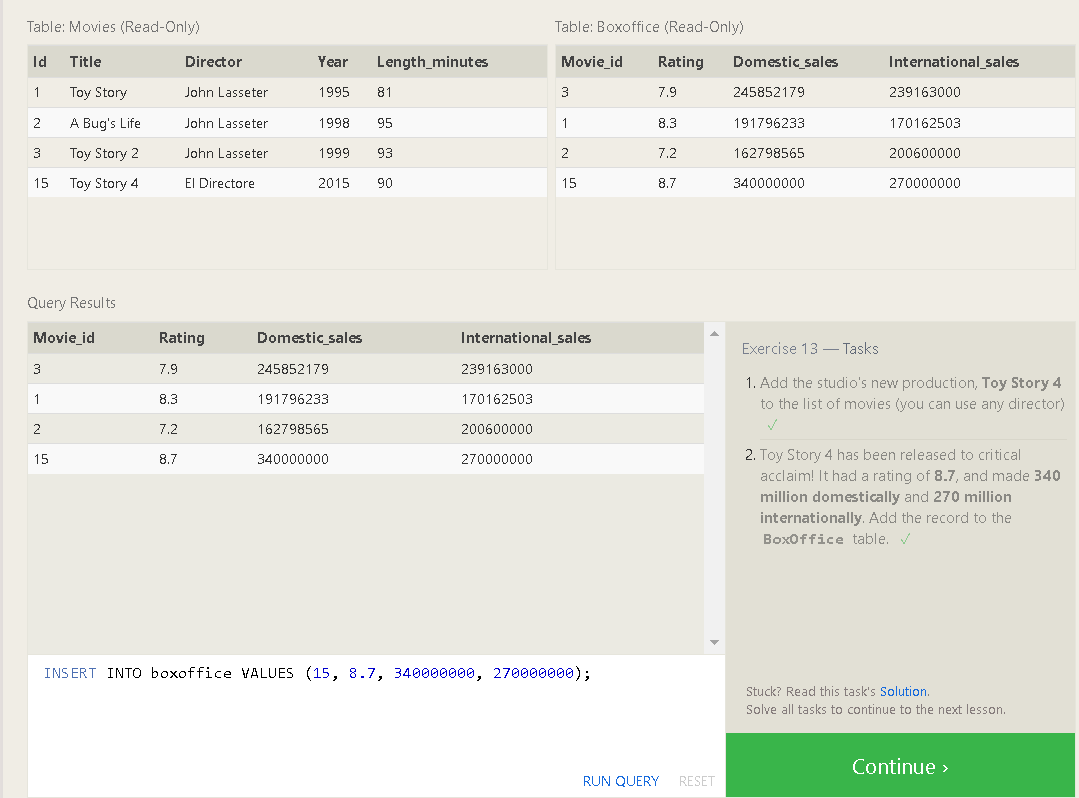 Table: Movies (Read-Only)
Id Title Director Year Length_minutes
1 Toy Story John Lasseter 1995 81
2 A Bug's Life John Lasseter 1998 95
3 Toy Story 2 John Lasseter 1999 93
15 Toy Story 4 El Directore 2015 90
Table: Boxoffice (Read-Only)
Movie_id Rating Domestic_sales International_sales
3 7.9 245852179 239163000
1 8.3 191796233 170162503
2 7.2 162798565 200600000
15 8.7 340000000 270000000
Query Results
Movie_id Rating Domestic_sales International_sales
3 7.9 245852179 239163000
1 8.3 191796233 170162503
2 7.2 162798565 200600000
15 8.7 340000000 270000000
INSERT INTO boxoffice VALUES (15, 8.7, 340000000, 270000000);
RUN QUERY RESET
Exercise 13 — Tasks
1. Add the studio's new production, Toy Story 4
to the list of movies (you can use any director)
✓
2. Toy Story 4 has been released to critical
acclaim! It had a rating of 8.7, and made 340
million domestically and 270 million
internationally. Add the record to the
BoxOffice table. ✓
Stuck? Read this task's Solution.
Solve all tasks to continue to the next lesson.
Continue ›